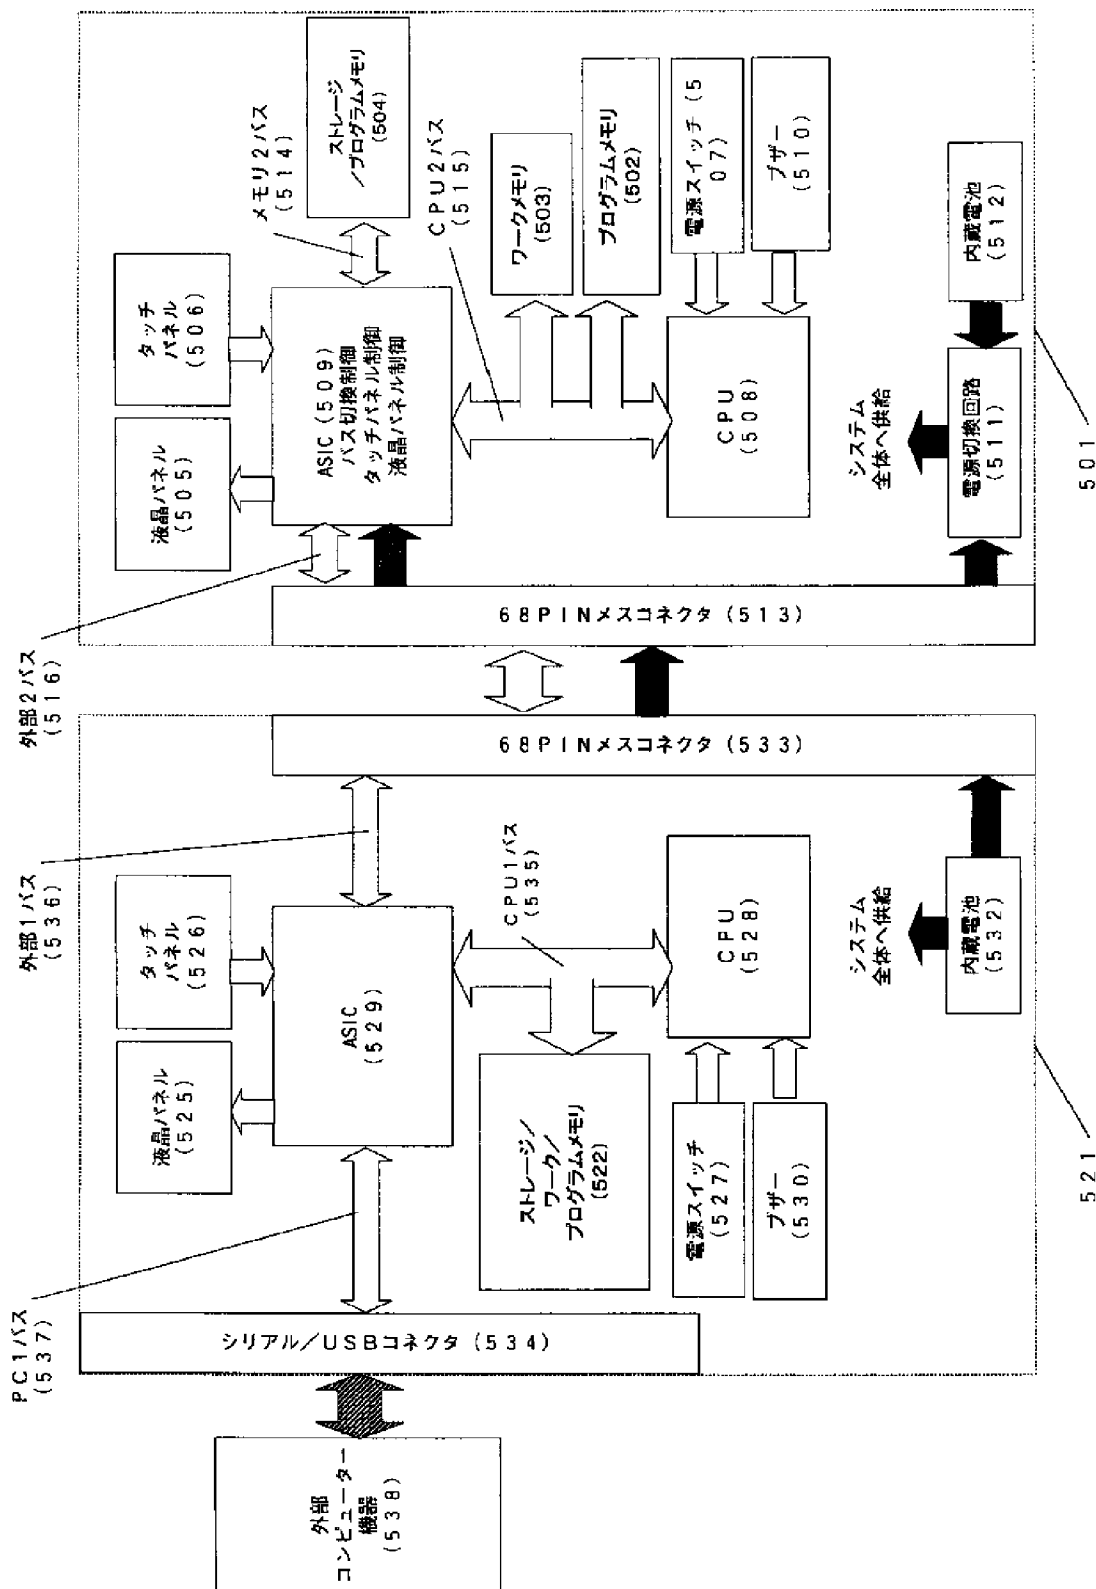 PC1バス
(537)
外部1バス
(536)
外部2バス
(516)
メモリ2バス
(514)
CPU2バス
(515)
外部
コンピューター
機器
(538)
シリアル/USBコネクタ(534)
液晶パネル
(525)
タッチ
パネル
(526)
ASIC
(529)
CPU1バス
(535)
ストレージ/
ワーク/
プログラムメモリ
(522)
電源スイッチ
(527)
ブザー
(530)
CPU
(528)
システム
全体へ供給
内蔵電池
(532)
68PINメスコネクタ(533)
521
68PINメスコネクタ(513)
液晶パネル
(505)
タッチ
パネル
(506)
ASIC(509)
バス切換制御
タッチパネル制御
液晶パネル制御
ストレージ
/プログラムメモリ
(504)
ワークメモリ
(503)
プログラムメモリ
(502)
電源スイッチ(5
07)
ブザー
(510)
CPU
(508)
システム
全体へ供給
電源切換回路
(511)
内蔵電池
(512)
501